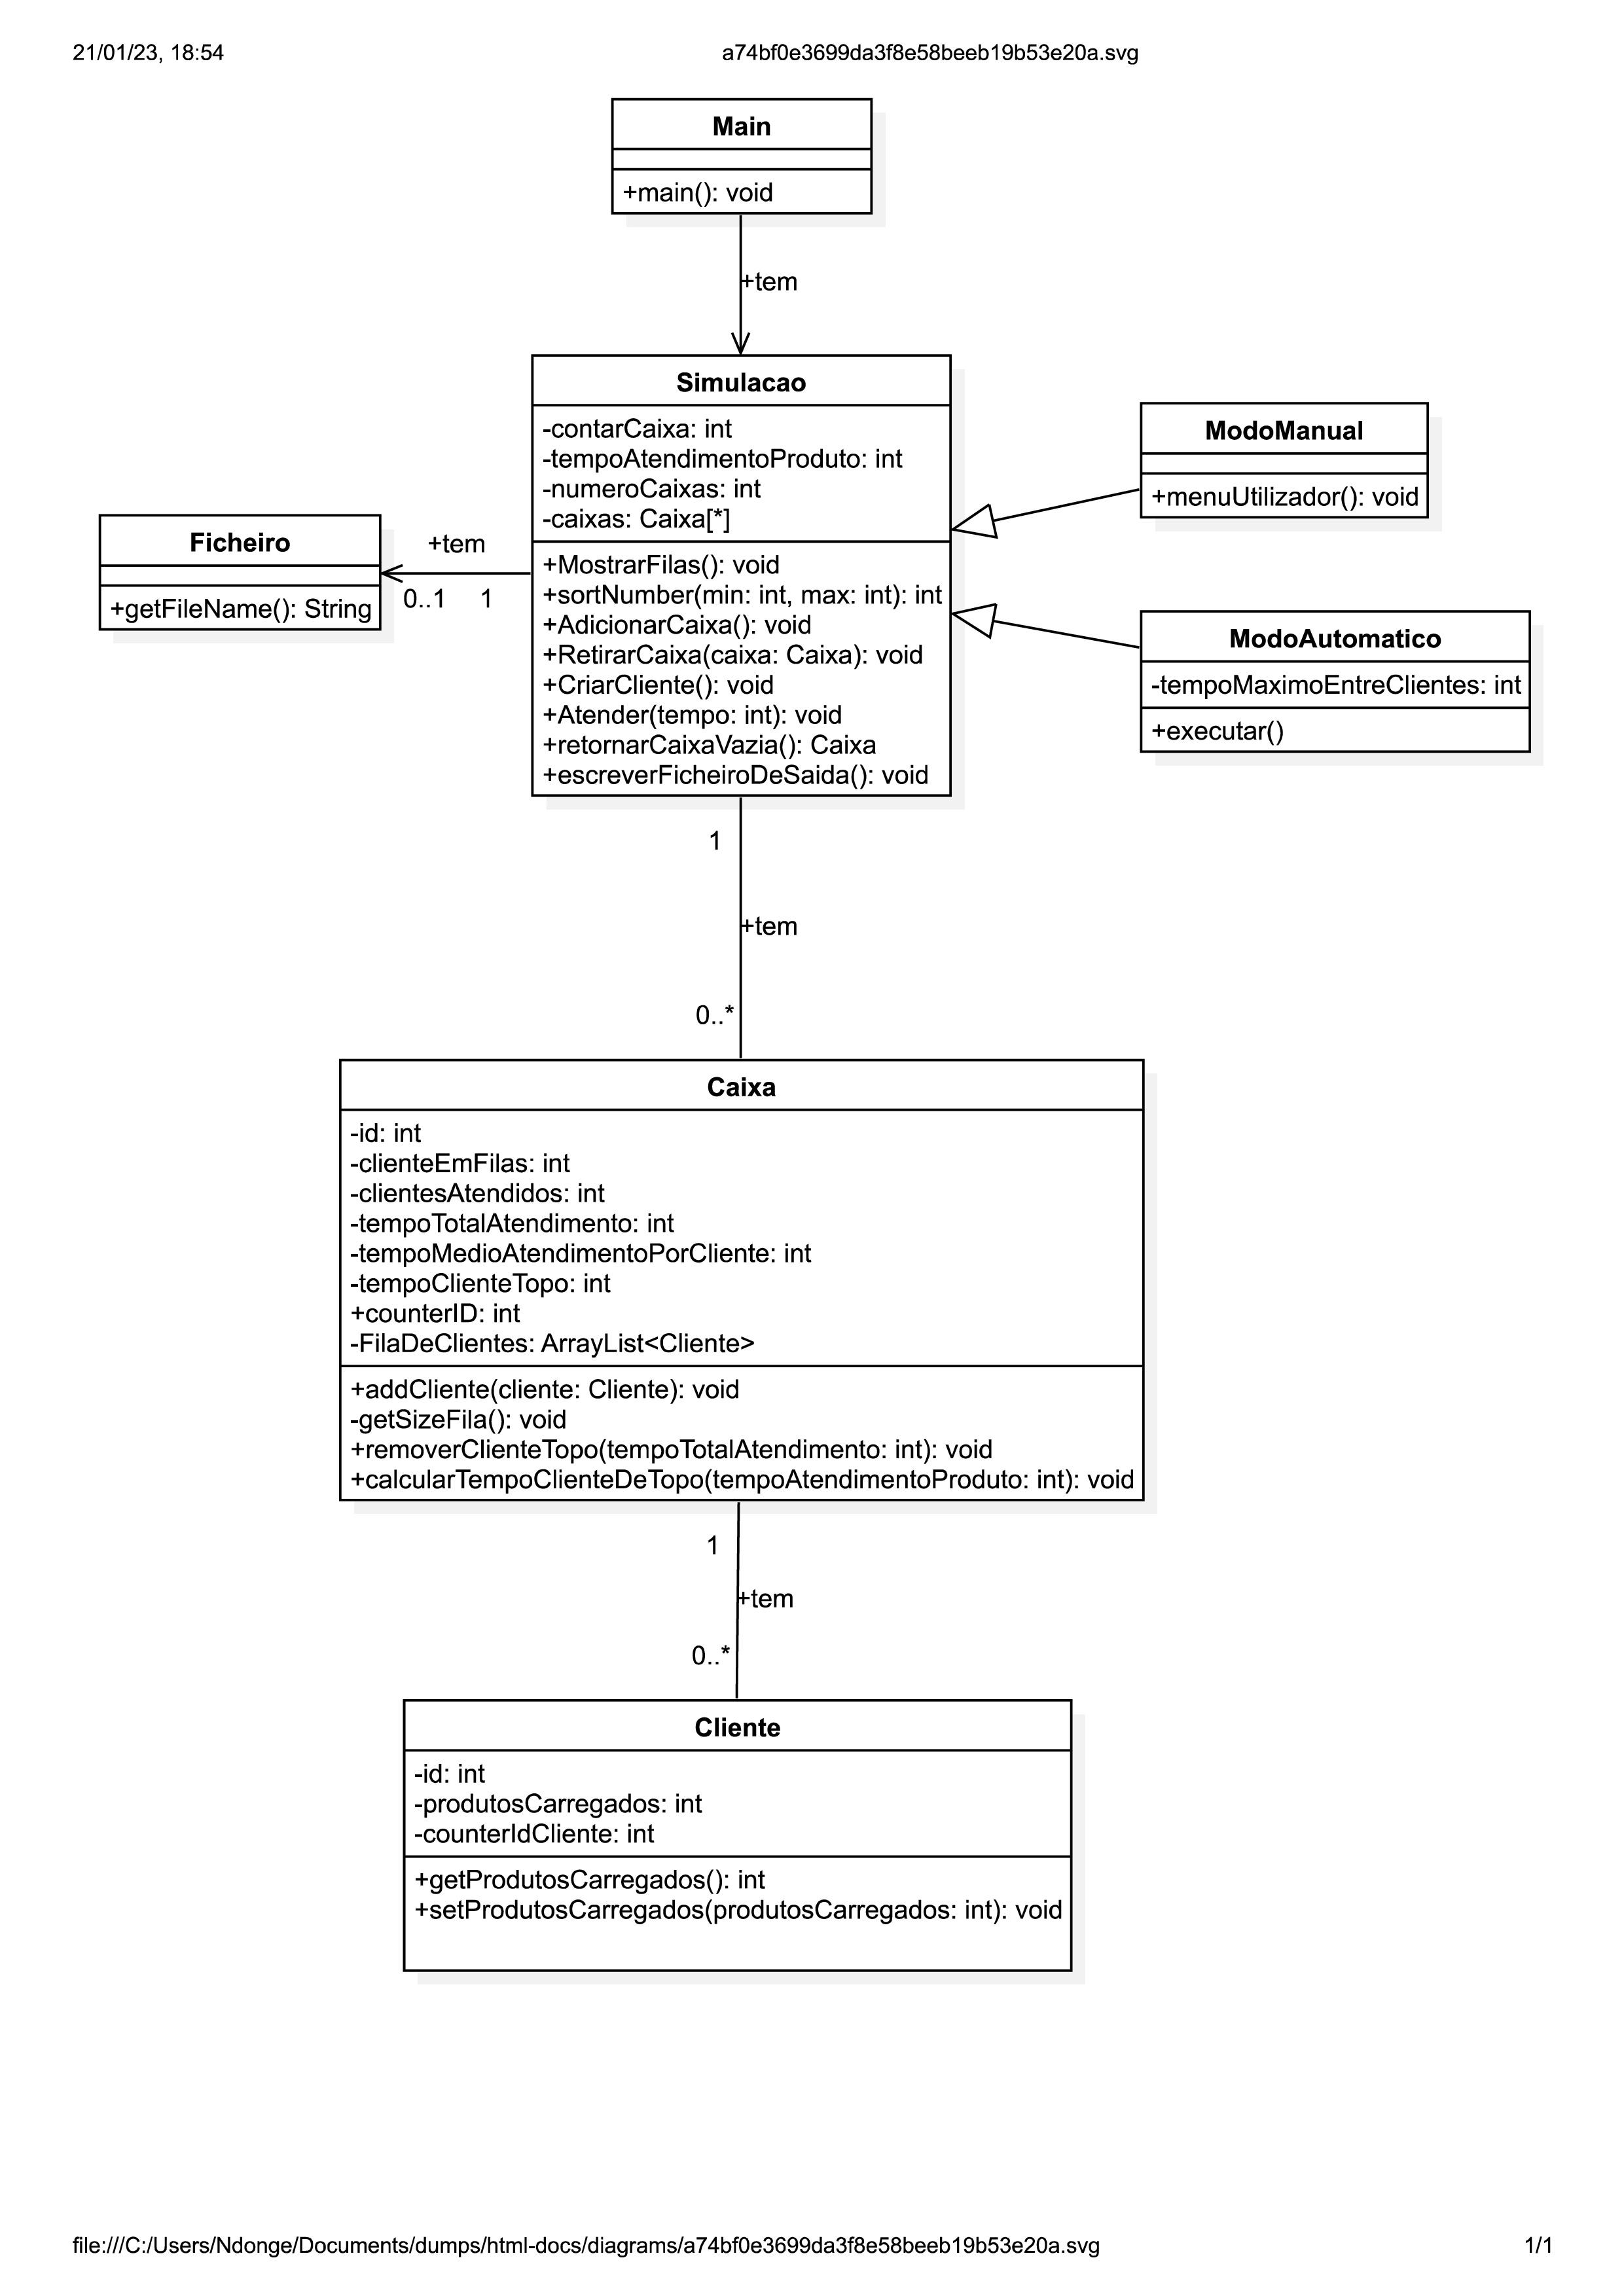 21/01/23, 18:54
a74bf0e3699da3f8e58beeb19b53e20a.svg
Main
+main(): void
+tem
Simulacao
-contarCaixa: int
-tempoAtendimentoProduto: int
-numeroCaixas: int
-caixas: Caixa[*]
+MostrarFilas(): void
+sortNumber(min: int, max: int): int
+AdicionarCaixa(): void
+RetirarCaixa(caixa: Caixa): void
+CriarCliente(): void
+Atender(tempo: int): void
+retornarCaixaVazia(): Caixa
+escreverFicheiroDeSaida(): void
ModoManual
+menuUtilizador(): void
Ficheiro
+getFileName(): String
+tem
0..1
1
ModoAutomatico
-tempoMaximoEntreClientes: int
+executar()
1
+tem
0..*
Caixa
-id: int
-clienteEmFilas: int
-clientesAtendidos: int
-tempoTotalAtendimento: int
-tempoMedioAtendimentoPorCliente: int
-tempoClienteTopo: int
+counterID: int
-FilaDeClientes: ArrayList<Cliente>
+addCliente(cliente: Cliente): void
-getSizeFila(): void
+removerClienteTopo(tempoTotalAtendimento: int): void
+calcularTempoClienteDeTopo(tempoAtendimentoProduto: int): void
1
+tem
0..*
Cliente
-id: int
-produtosCarregados: int
-counterIdCliente: int
+getProdutosCarregados(): int
+setProdutosCarregados(produtosCarregados: int): void
file:///C:/Users/Ndonge/Documents/dumps/html-docs/diagrams/a74bf0e3699da3f8e58beeb19b53e20a.svg
1/1